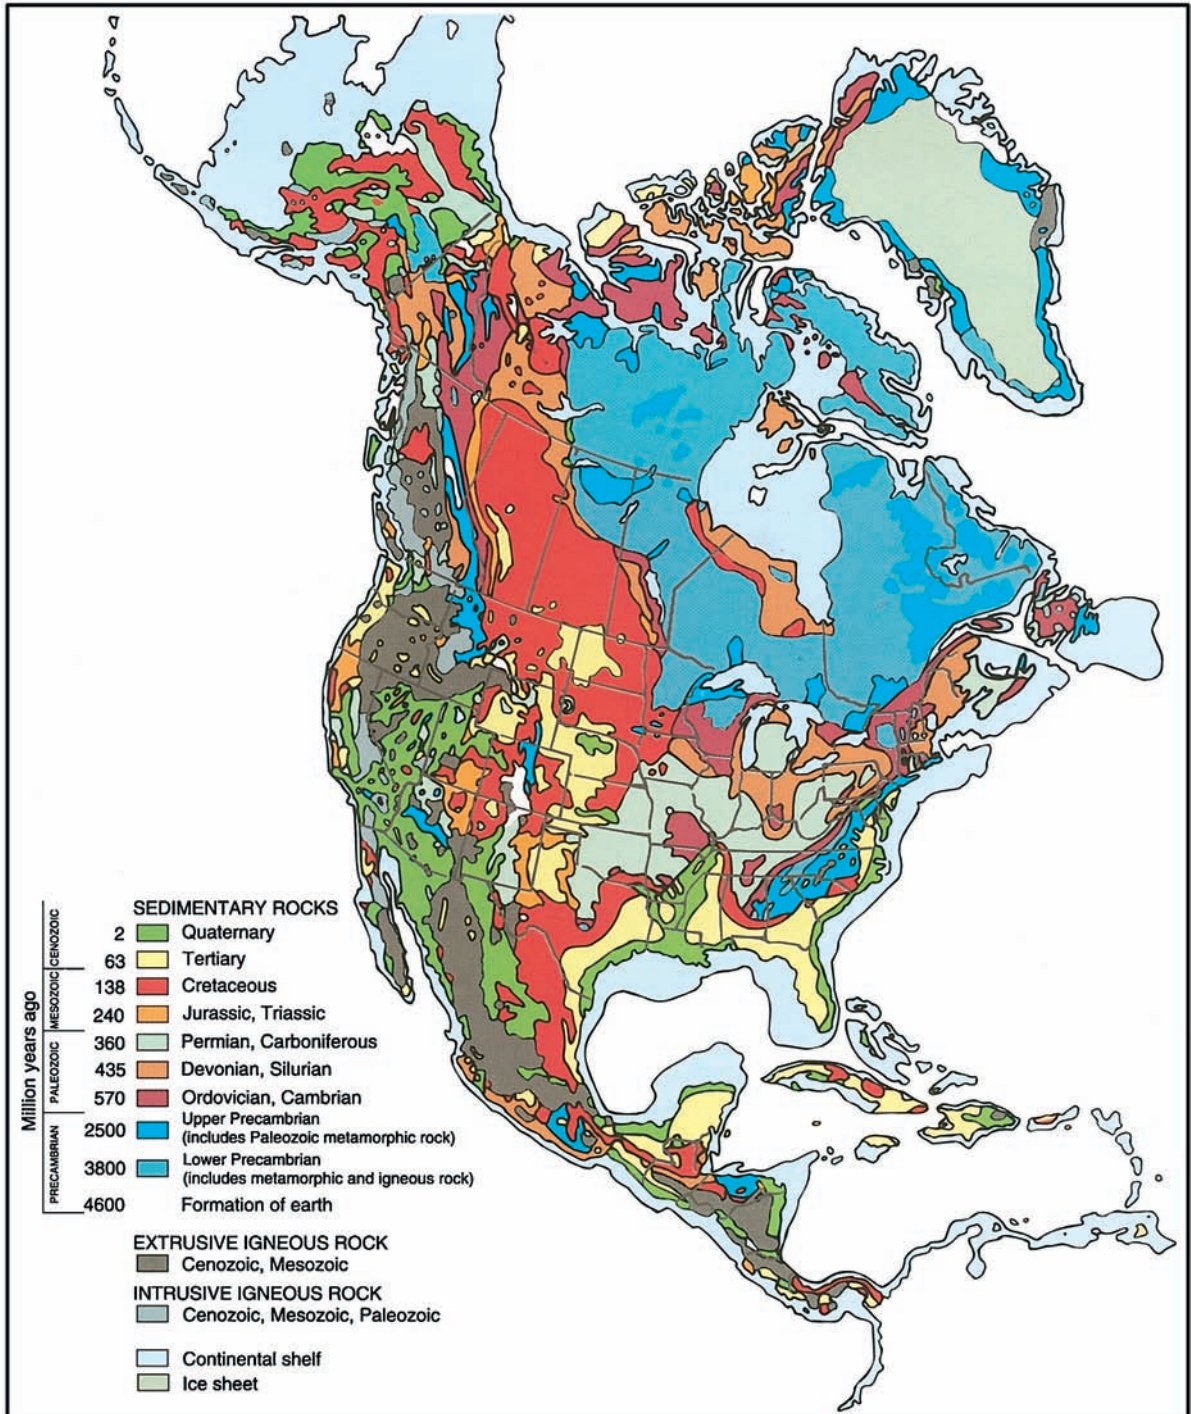 Million years ago
CENOZOIC
MESOZOIC
PALEOZOIC
PRECAMBRIAN
SEDIMENTARY ROCKS
2 Quaternary
63 Tertiary
138 Cretaceous
240 Jurassic, Triassic
360 Permian, Carboniferous
435 Devonian, Silurian
570 Ordovician, Cambrian
2500 Upper Precambrian
(includes Paleozoic metamorphic rock)
3800 Lower Precambrian
(includes metamorphic and igneous rock)
4600 Formation of earth
EXTRUSIVE IGNEOUS ROCK
Cenozoic, Mesozoic
INTRUSIVE IGNEOUS ROCK
Cenozoic, Mesozoic, Paleozoic
Continental shelf
Ice sheet